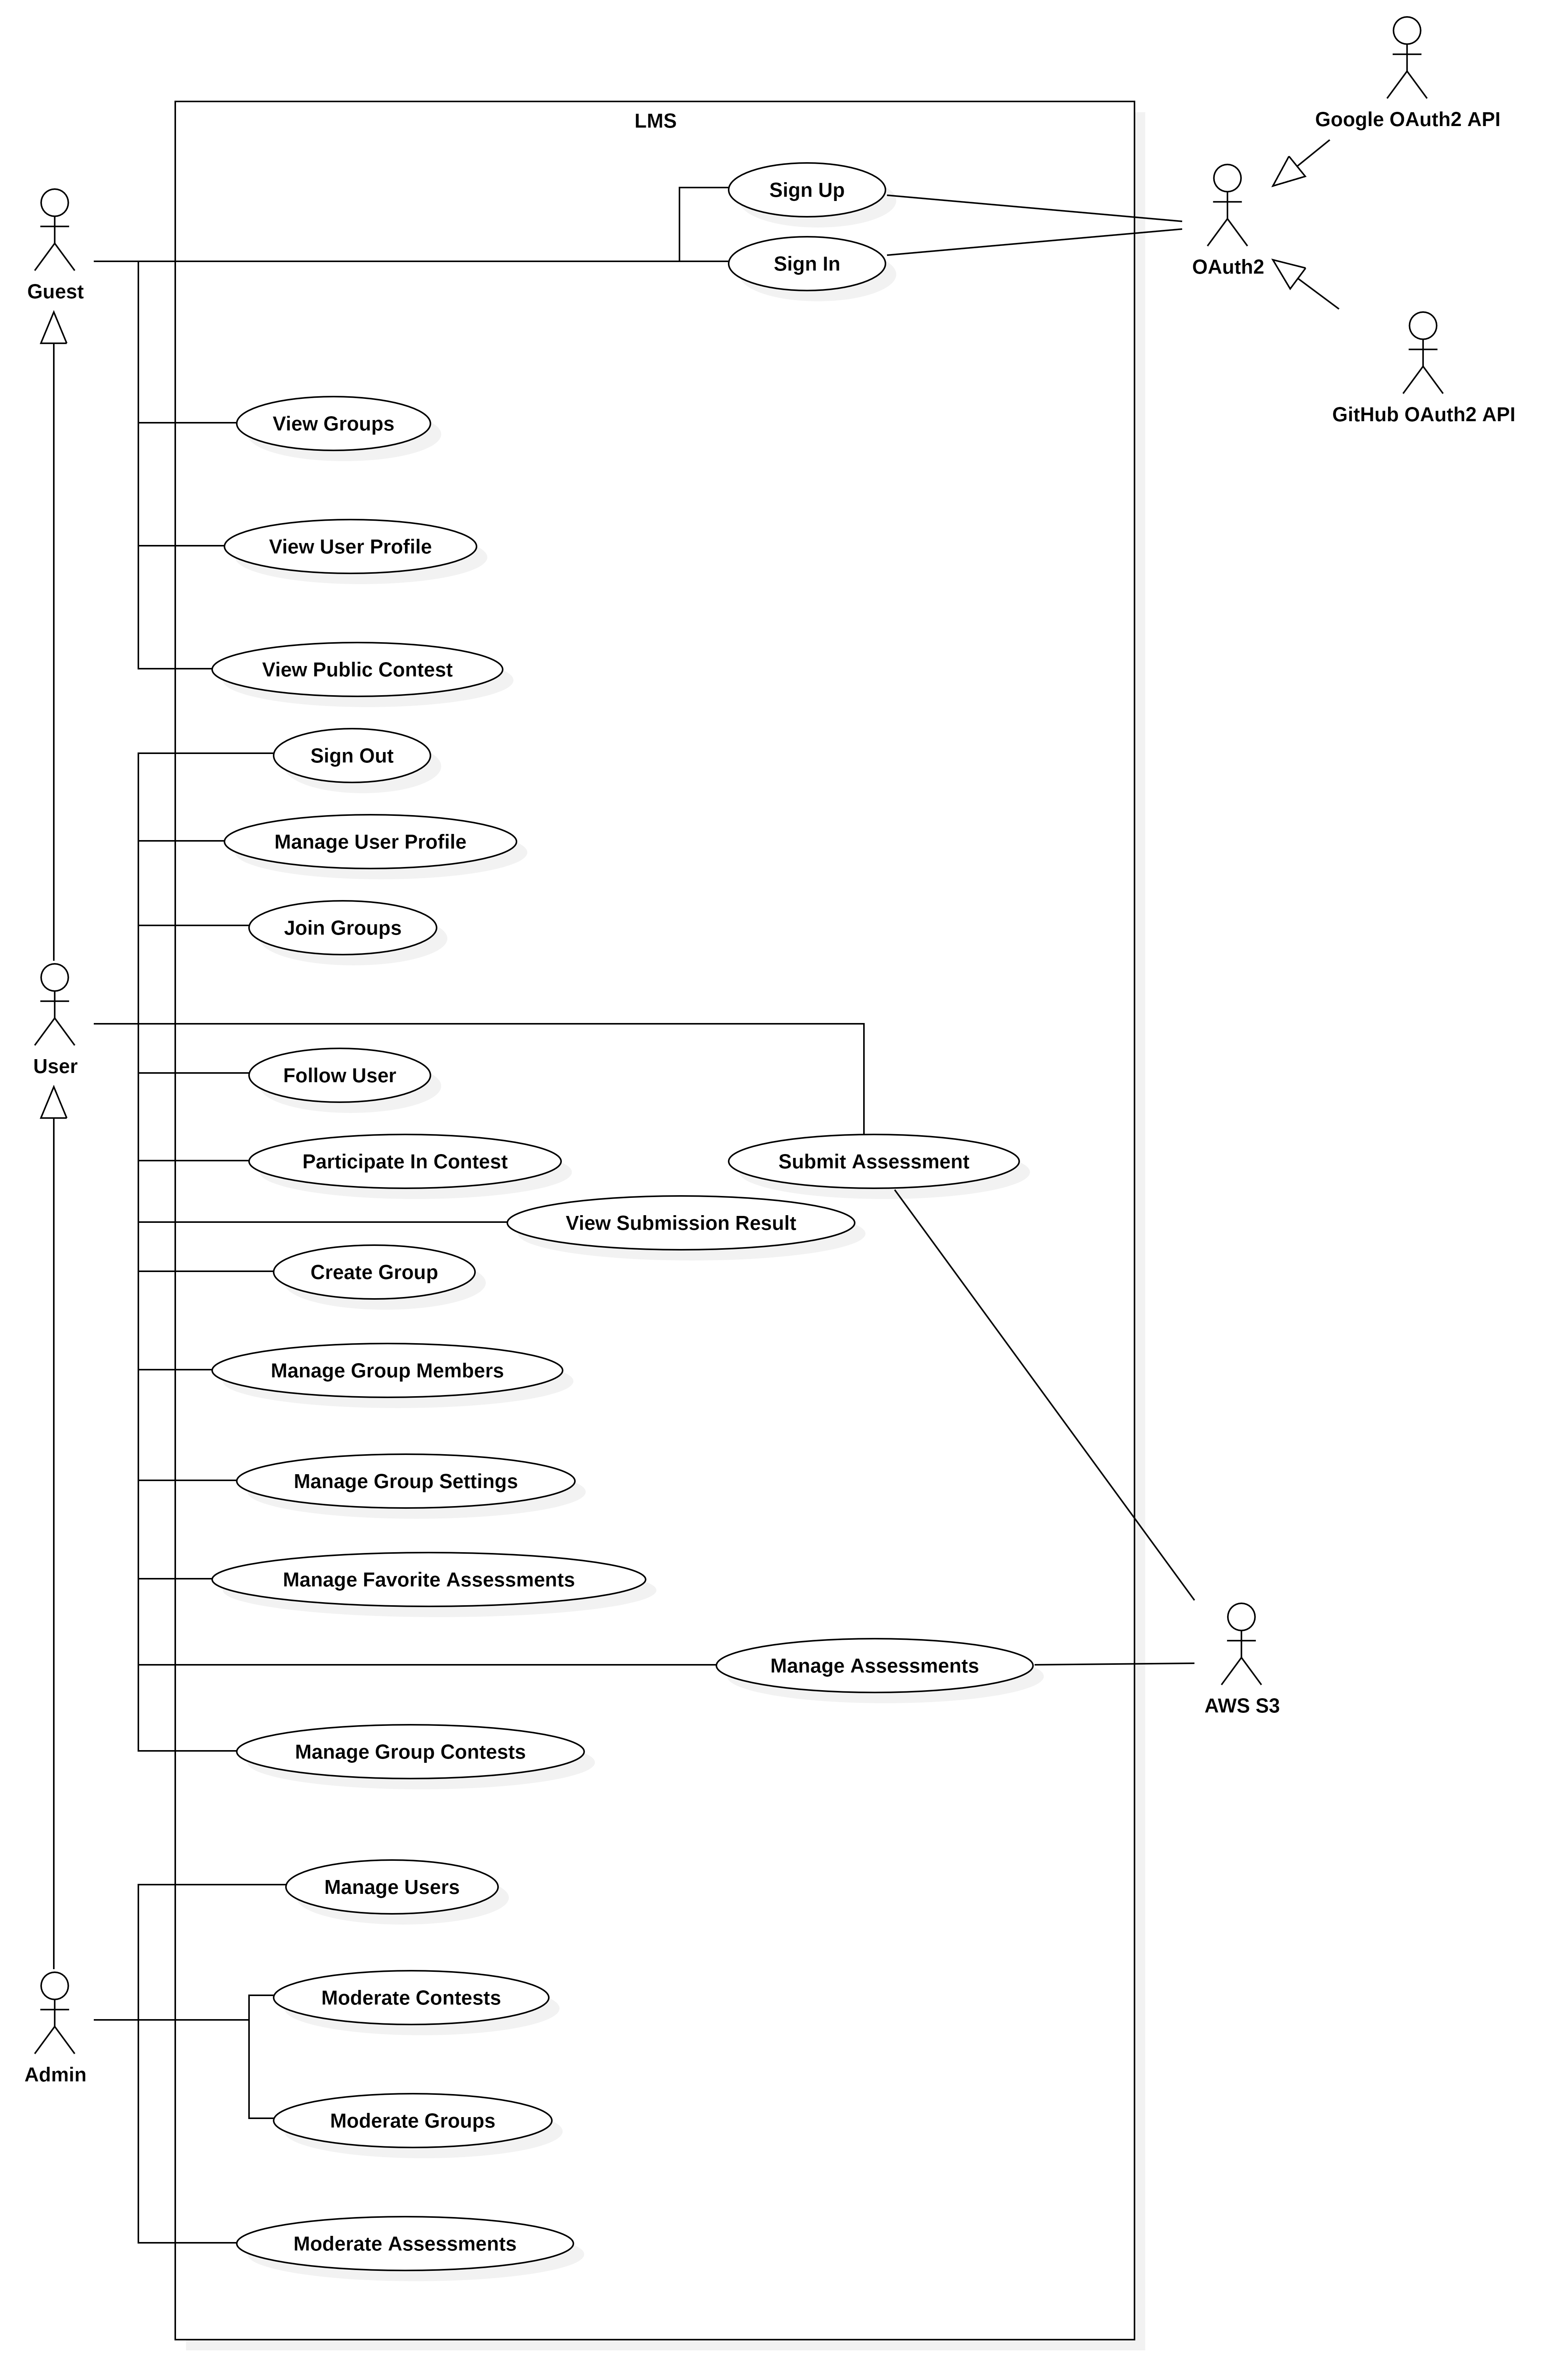 Google OAuth2 API
LMS
Sign Up
Sign In
OAuth2
Guest
GitHub OAuth2 API
View Groups
View User Profile
View Public Contest
Sign Out
Manage User Profile
Join Groups
User
Follow User
Participate In Contest
Submit Assessment
View Submission Result
Create Group
Manage Group Members
Manage Group Settings
Manage Favorite Assessments
Manage Assessments
AWS S3
Manage Group Contests
Manage Users
Moderate Contests
Admin
Moderate Groups
Moderate Assessments